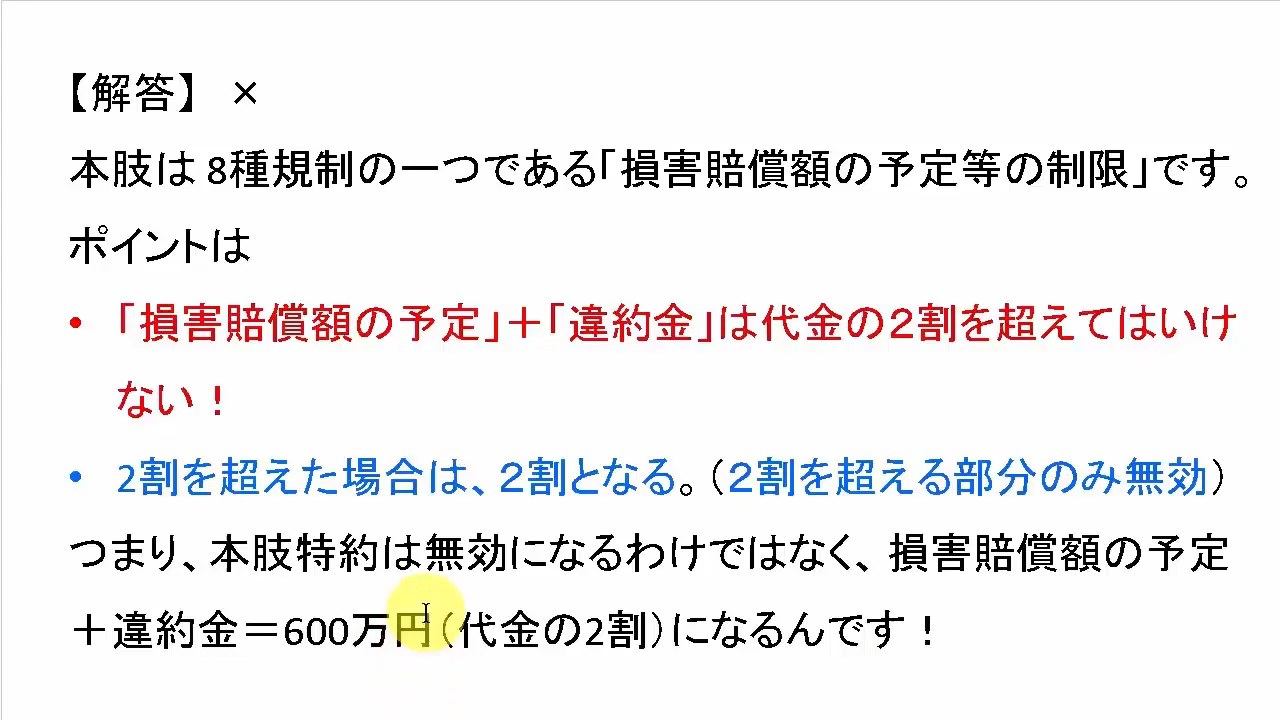 【解答】 ×
本肢は 8種規制の一つである「損害賠償額の予定等の制限」です。
ポイントは
• 「損害賠償額の予定」＋「違約金」は代金の２割を超えてはいけ
ない！
• 2割を超えた場合は、２割となる。（２割を超える部分のみ無効）
つまり、本肢特約は無効になるわけではなく、損害賠償額の予定
＋違約金＝600万円（代金の2割）になるんです！